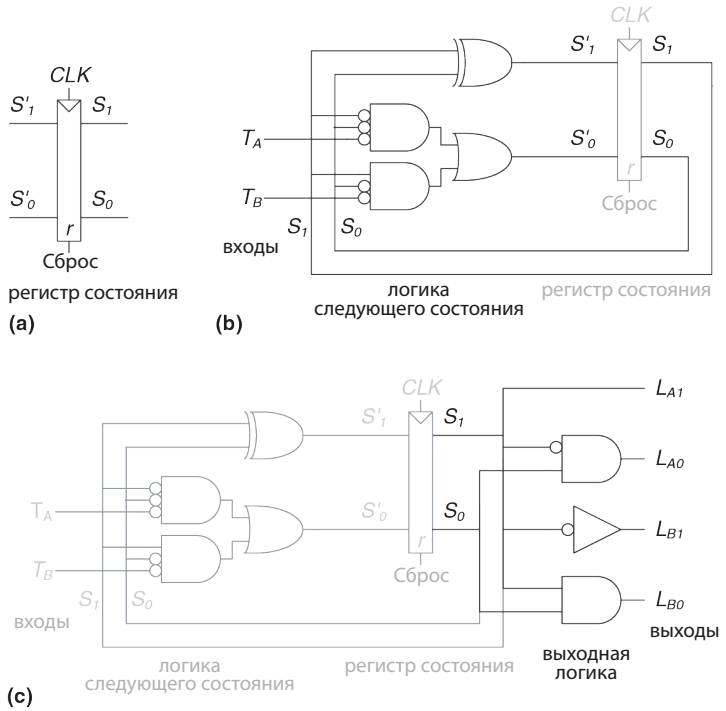 CLK
S'1 S1
S'0 S0
r
Сброс
регистр состояния
(a)
CLK
S'1 S1
TA
S'0 S0
r
TB
Сброс
S1 S0
входы
логика
следующего состояния
регистр состояния
(b)
CLK
LA1
S'1 S1
LA0
TA
S'0 S0
LB1
r
TB
Сброс
S1 S0
LB0
входы
выходы
логика
следующего состояния
регистр состояния
выходная
логика
(c)